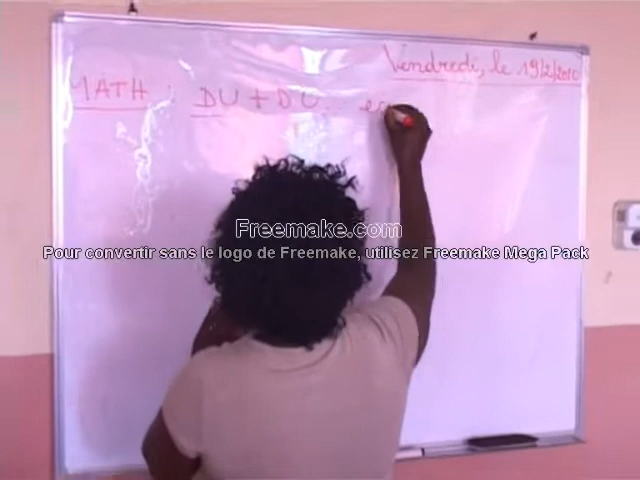 Vendredi, le 19/2/2010
MATH : DU + DU
Freemake.com
Pour convertir sans le logo de Freemake, utilisez Freemake Mega Pack